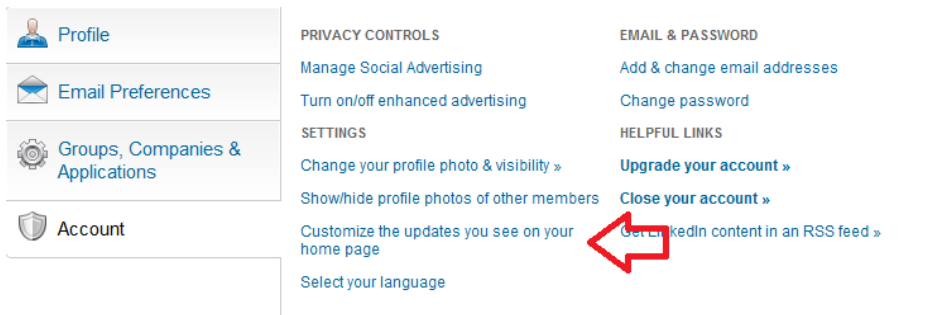 Profile
Email Preferences
Groups, Companies &
Applications
Account
PRIVACY CONTROLS
Manage Social Advertising
Turn on/off enhanced advertising
SETTINGS
Change your profile photo & visibility »
Show/hide profile photos of other members
Customize the updates you see on your
home page
Select your language
EMAIL & PASSWORD
Add & change email addresses
Change password
HELPFUL LINKS
Upgrade your account »
Close your account »
Get LinkedIn content in an RSS feed »